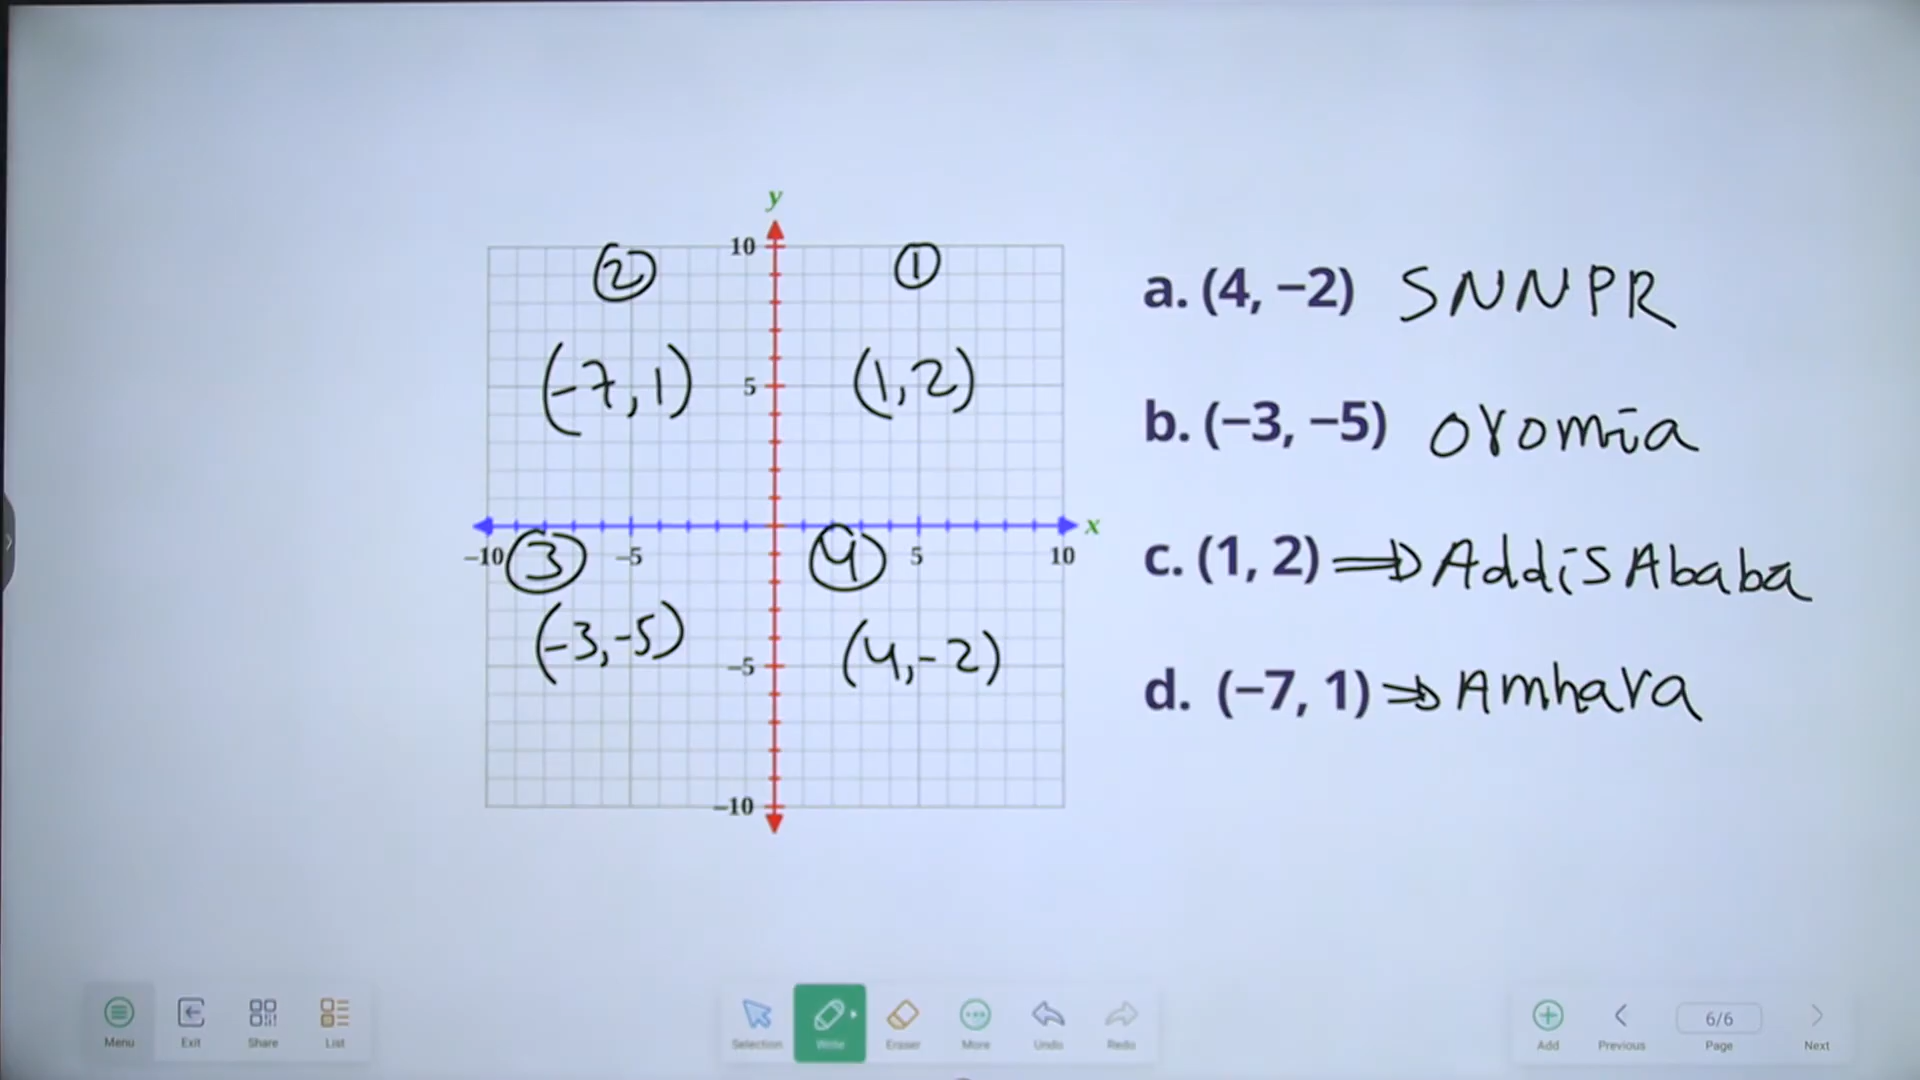 y
10
② ①
(-7, 1) (1, 2)
5
x
−10 −5 5 10
③ ④
(-3, -5) (4, -2)
−5
−10
a. (4, −2) SNNPR
b. (−3, −5) oromia
c. (1, 2) ⇒ Addis Ababa
d. (−7, 1) ⇒ Amhara
Menu Exit Share List
Selection Write Eraser More Undo Redo
Add Previous 6/6 Page Next